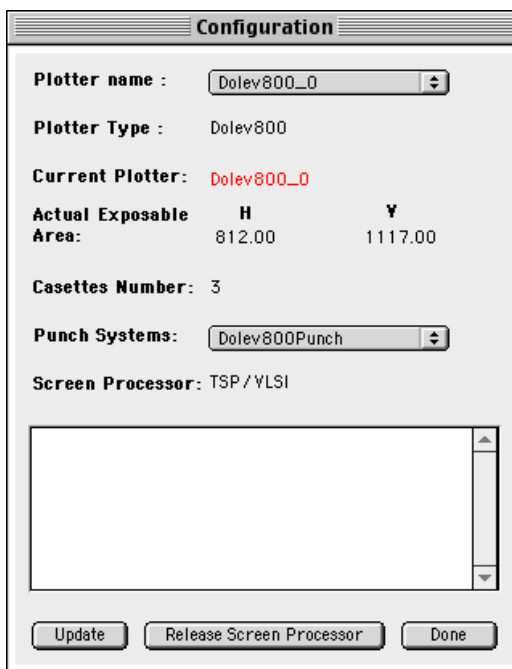 Configuration
Plotter name : Dolev800_0
Plotter Type : Dolev800
Current Plotter: Dolev800_0
Actual Exposable Area: H V
812.00 1117.00
Casettes Number: 3
Punch Systems: Dolev800Punch
Screen Processor: TSP/VLSI
Update Release Screen Processor Done